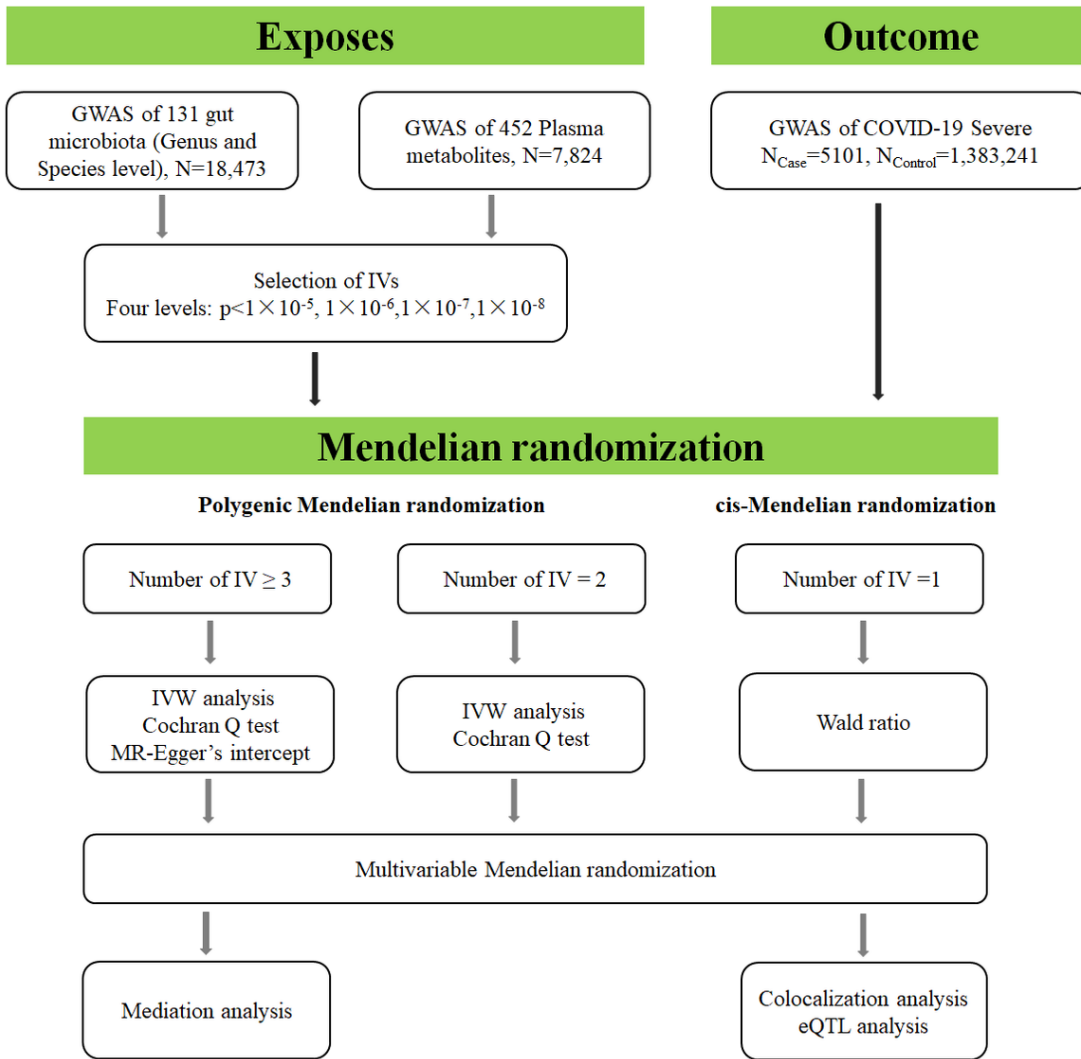 Exposes
Outcome
GWAS of 131 gut
microbiota (Genus and
Species level), N=18,473
GWAS of 452 Plasma
metabolites, N=7,824
GWAS of COVID-19 Severe
N_Case=5101, N_Control=1,383,241
Selection of IVs
Four levels: p<1×10^-5, 1×10^-6,1×10^-7,1×10^-8
Mendelian randomization
Polygenic Mendelian randomization
cis-Mendelian randomization
Number of IV ≥ 3
Number of IV = 2
Number of IV =1
IVW analysis
Cochran Q test
MR-Egger’s intercept
IVW analysis
Cochran Q test
Wald ratio
Multivariable Mendelian randomization
Mediation analysis
Colocalization analysis
eQTL analysis